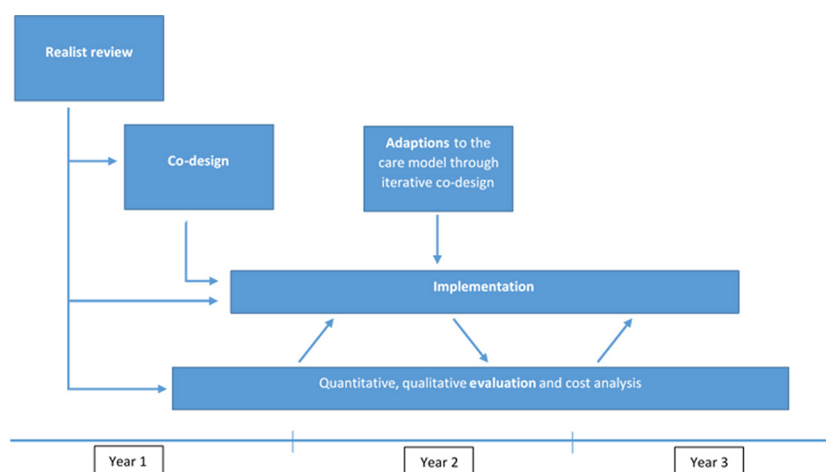 Realist review
Co-design
Adaptions to the
care model through
iterative co-design
Implementation
Quantitative, qualitative evaluation and cost analysis
Year 1
Year 2
Year 3